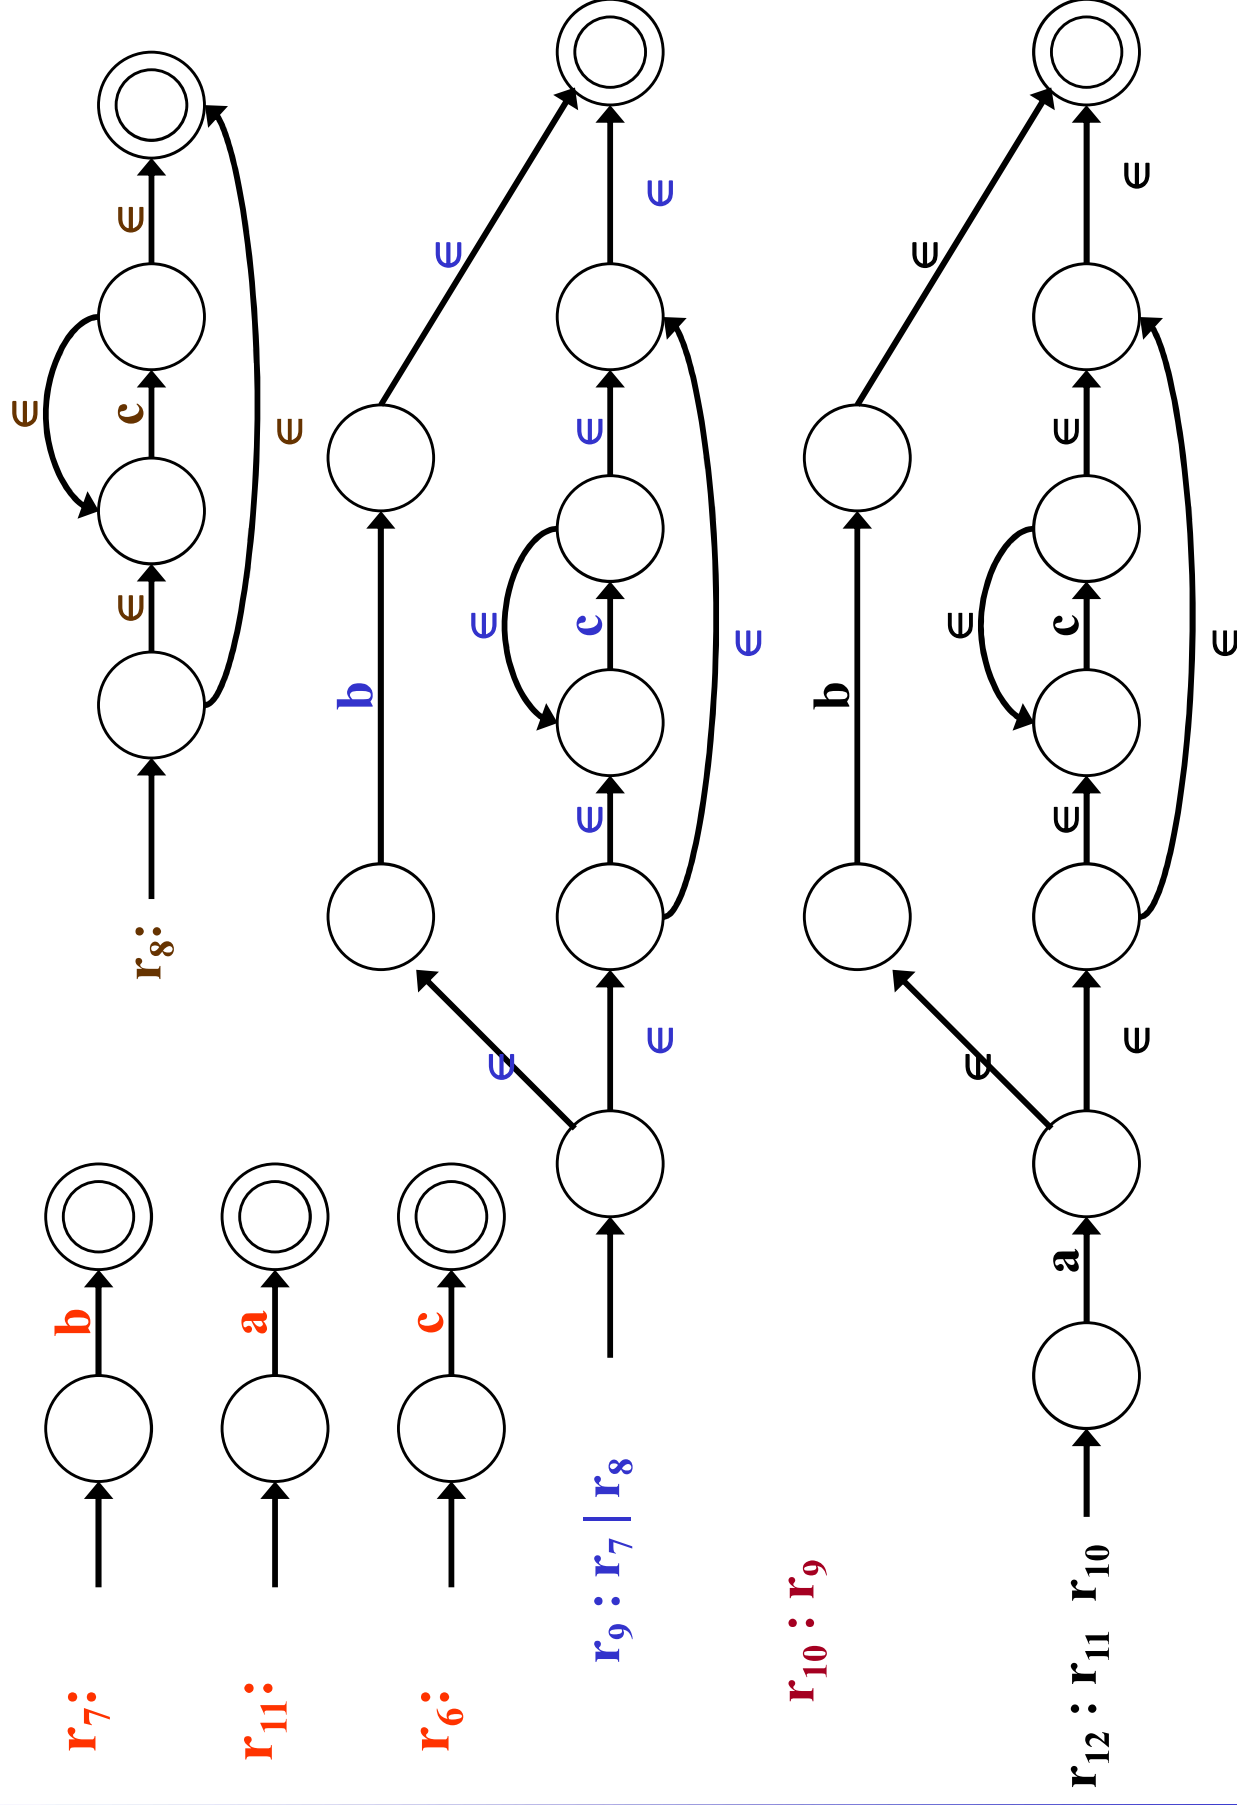 ∈
r₇: b
r₈: ∈ c ∈
r₁₁: a
∈
b
r₆: c
∈
∈ ∈
r₉ : r₇ | r₈
∈ c ∈
∈ ∈
∈
r₁₀ : r₉
b
∈
∈ ∈
r₁₂ : r₁₁ r₁₀
a ∈ c ∈
∈ ∈
∈